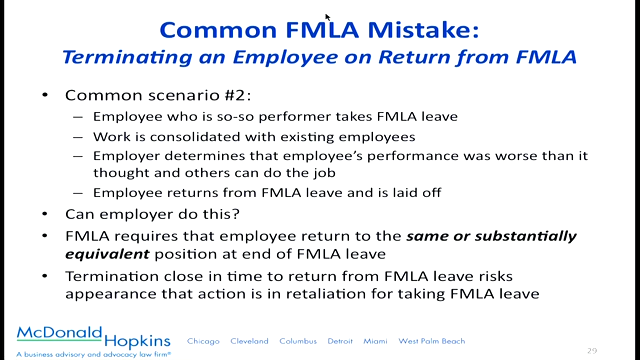 Common FMLA Mistake:
Terminating an Employee on Return from FMLA
• Common scenario #2:
– Employee who is so-so performer takes FMLA leave
– Work is consolidated with existing employees
– Employer determines that employee's performance was worse than it
thought and others can do the job
– Employee returns from FMLA leave and is laid off
• Can employer do this?
• FMLA requires that employee return to the same or substantially
equivalent position at end of FMLA leave
• Termination close in time to return from FMLA leave risks
appearance that action is in retaliation for taking FMLA leave
McDonald
Hopkins
A business advisory and advocacy law firm®
Chicago Cleveland Columbus Detroit Miami West Palm Beach
29